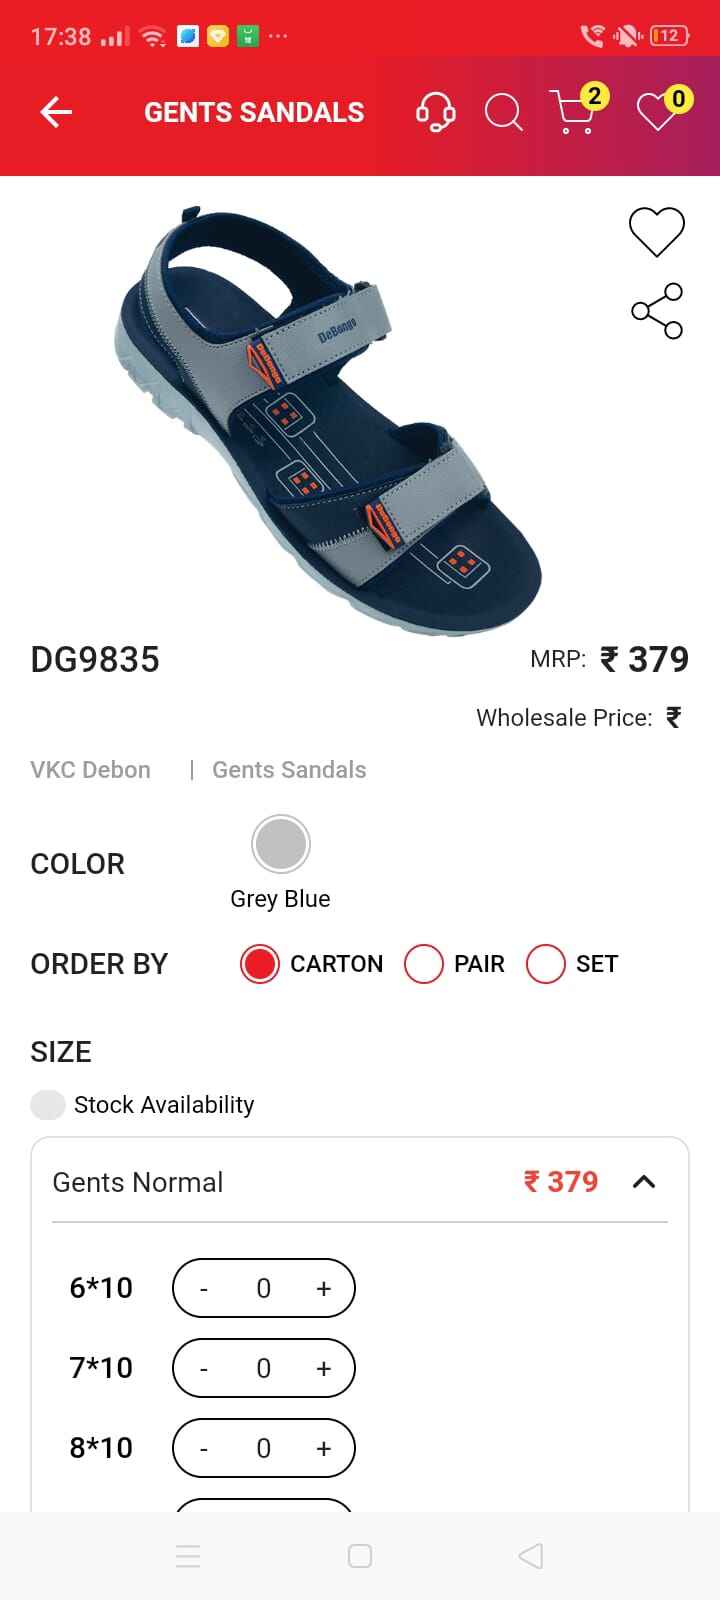 17:38
12
GENTS SANDALS
2
0
DeBongo
DeBongo
DeBongo
DG9835
MRP: ₹ 379
Wholesale Price: ₹
VKC Debon | Gents Sandals
COLOR
Grey Blue
ORDER BY CARTON PAIR SET
SIZE
Stock Availability
Gents Normal ₹ 379
6*10 - 0 +
7*10 - 0 +
8*10 - 0 +